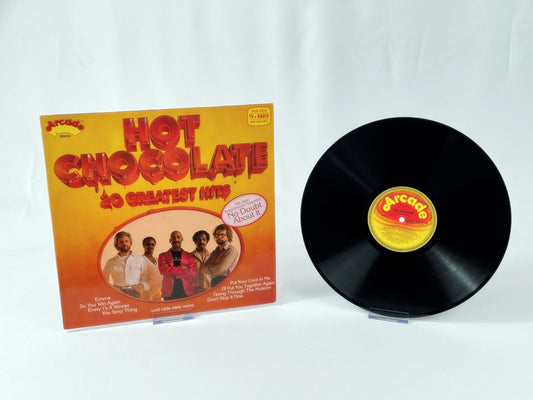 Arcade
Stereo
TV + RADIO
HOT
CHOCOLATE
20 GREATEST HITS
No Doubt
About It
Emma
So You Win Again
Every 1's A Winner
You Sexy Thing
Put Your Love In Me
I'll Put You Together Again
Going Through The Motions
Don't Stop It Now
und viele viele mehr
Arcade